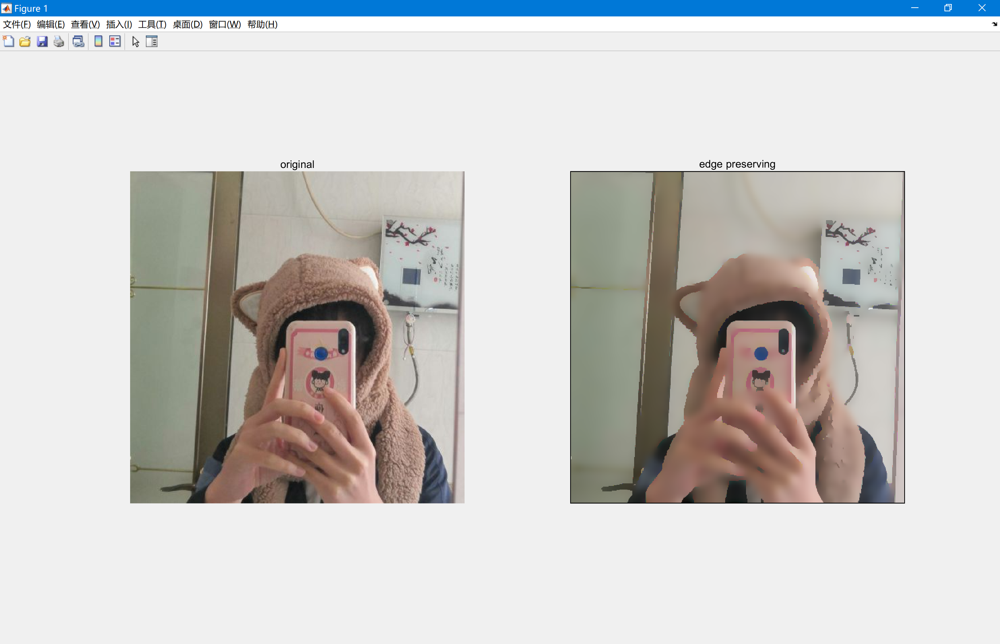 Figure 1
文件(F) 编辑(E) 查看(V) 插入(I) 工具(T) 桌面(D) 窗口(W) 帮助(H)
original
edge preserving